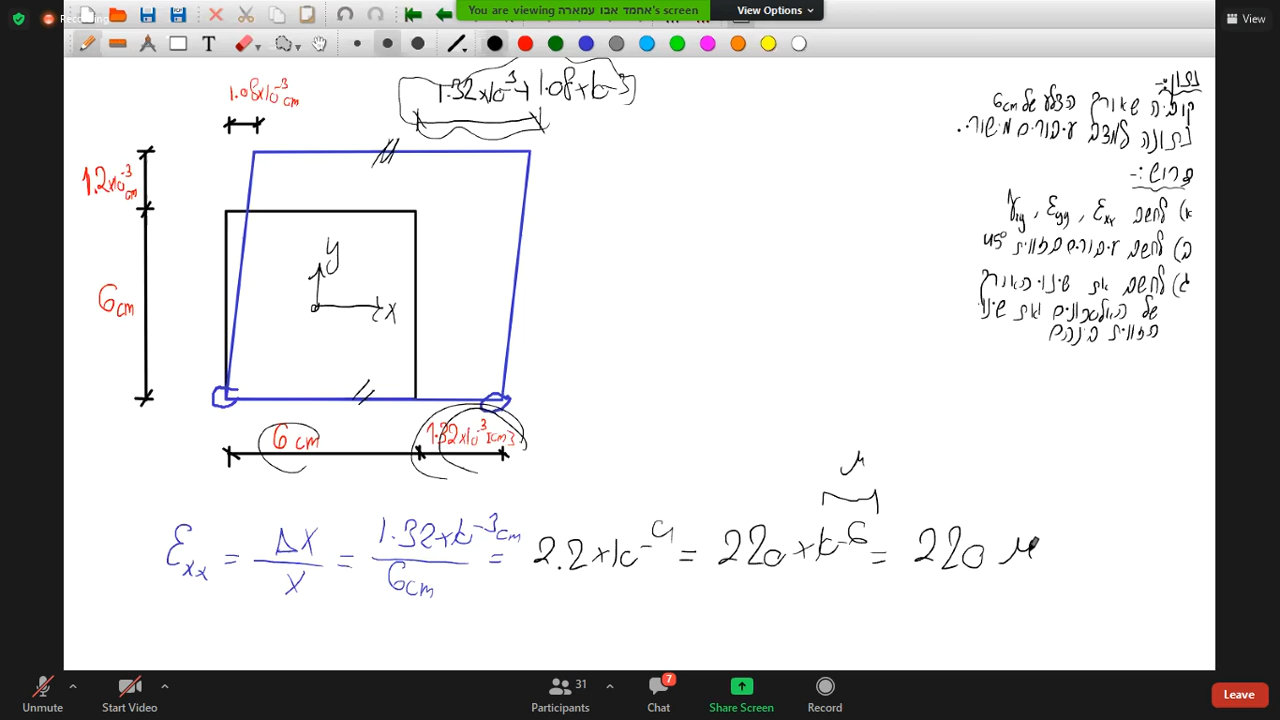 Recording
You are viewing אחמד אבו עמארה's screen
View Options
View
T
1.32x10^-3 + 1.08x10^-3
1.08x10^-3 cm
1.2x10^-3 cm
6cm
y
x
6 cm
1.32x10^-3 [cm]
נתון:-
קוביה שאורך הצלע של 6cm
נתונה למצב עיבורים מישורי.
דרוש:-
א) לחשב εxx , εyy , γxy
ב) לחשב עיבורים בזווית 45°
ג) לחשב את שינוי האורך
של האלכסונים ואת שינוי
הזווית בינהם
μ
εxx = Δx/x = 1.32x10^-3cm/6cm = 2.2x10^-4 = 220x10^-6 = 220 μ
Unmute
Start Video
31
Participants
7
Chat
Share Screen
Record
Leave